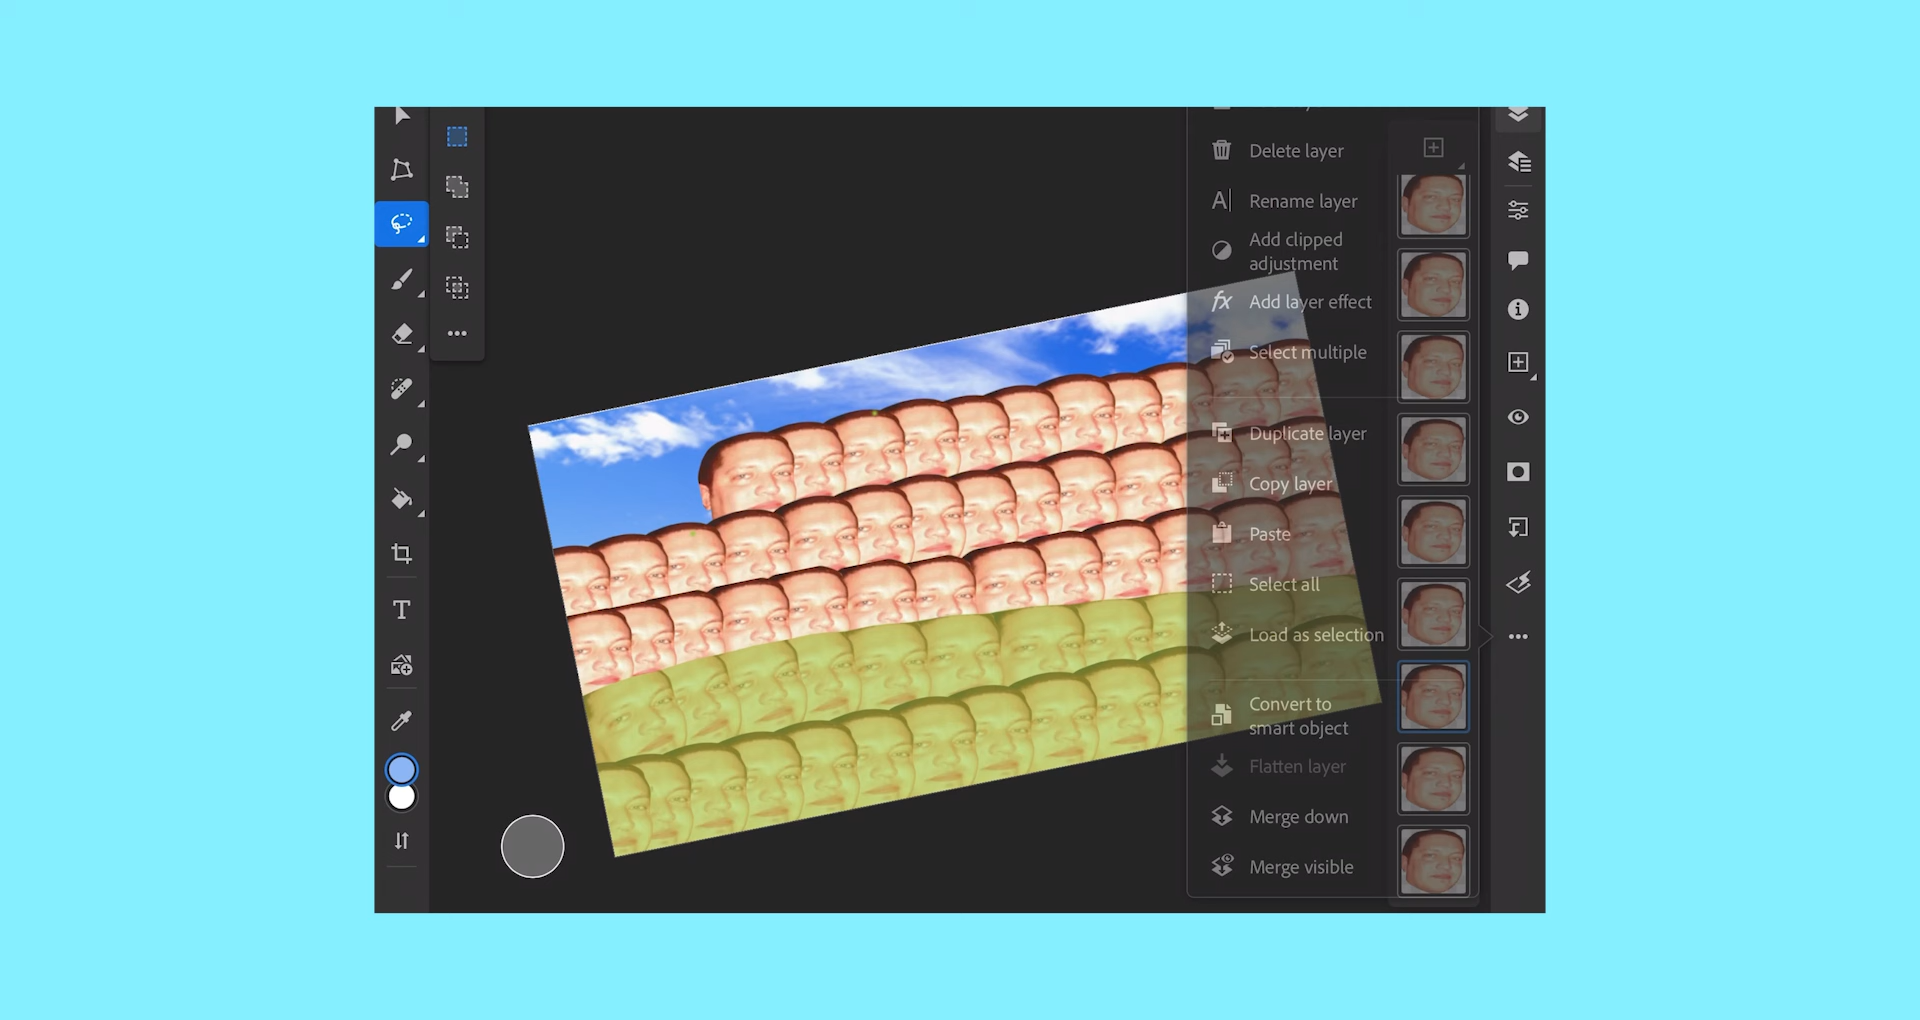 Delete layer
Rename layer
Add clipped
adjustment
fx Add layer effect
Select multiple
Duplicate layer
Copy layer
Paste
Select all
Load as selection
Convert to
smart object
Flatten layer
Merge down
Merge visible